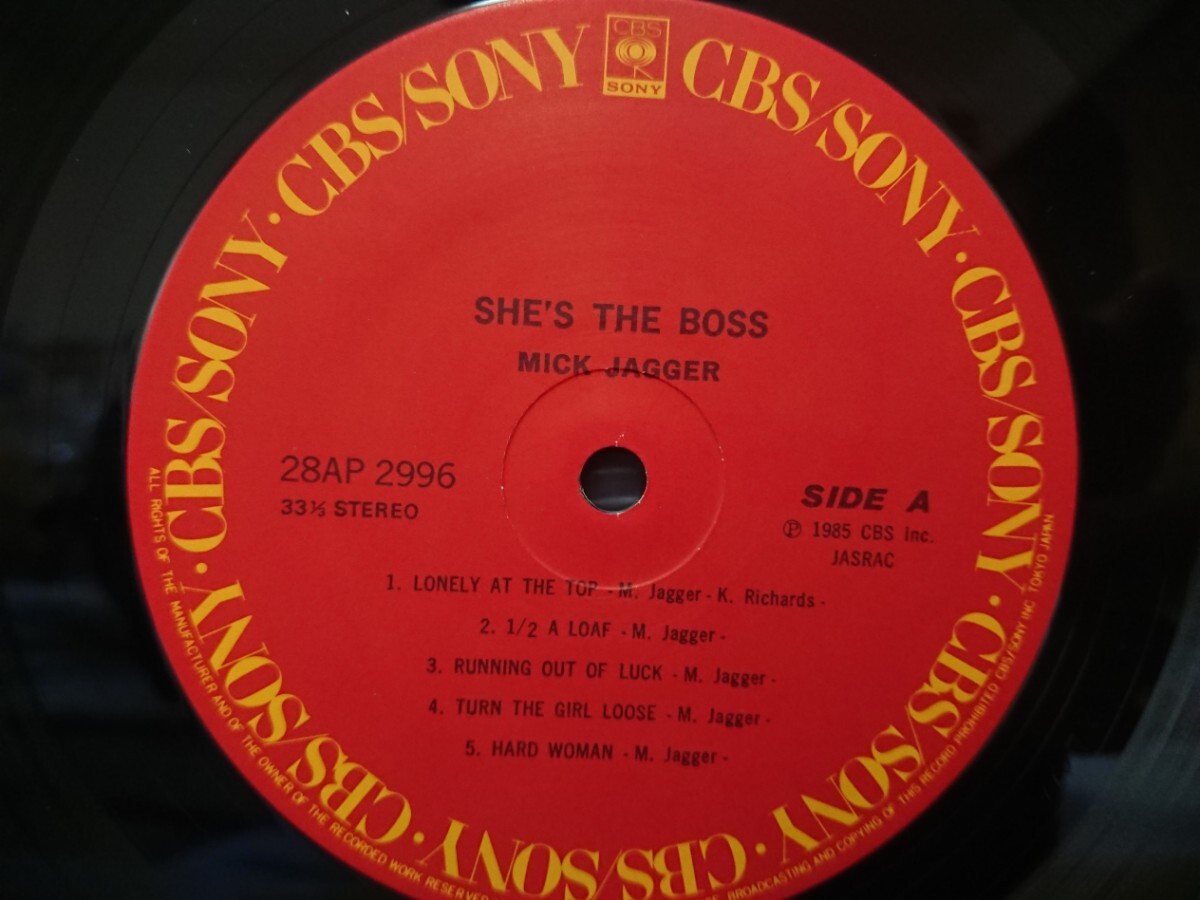 CBS
SONY
CBS/SONY · CBS/SONY · CBS/SONY · CBS/SONY · CBS/SONY · CBS/SONY · CBS/SONY · CBS/SONY · CBS/SONY · CBS/SONY
SHE'S THE BOSS
MICK JAGGER
28AP 2996
33⅓ STEREO
SIDE A
Ⓟ 1985 CBS Inc.
JASRAC
1. LONELY AT THE TOP - M. Jagger - K. Richards -
2. 1/2 A LOAF - M. Jagger -
3. RUNNING OUT OF LUCK - M. Jagger -
4. TURN THE GIRL LOOSE - M. Jagger -
5. HARD WOMAN - M. Jagger -
ALL RIGHTS OF THE MANUFACTURER AND OF THE OWNER OF THE RECORDED WORK RESERVED
BROADCASTING AND COPYING OF THIS RECORD PROHIBITED CBS/SONY INC TOKYO JAPAN